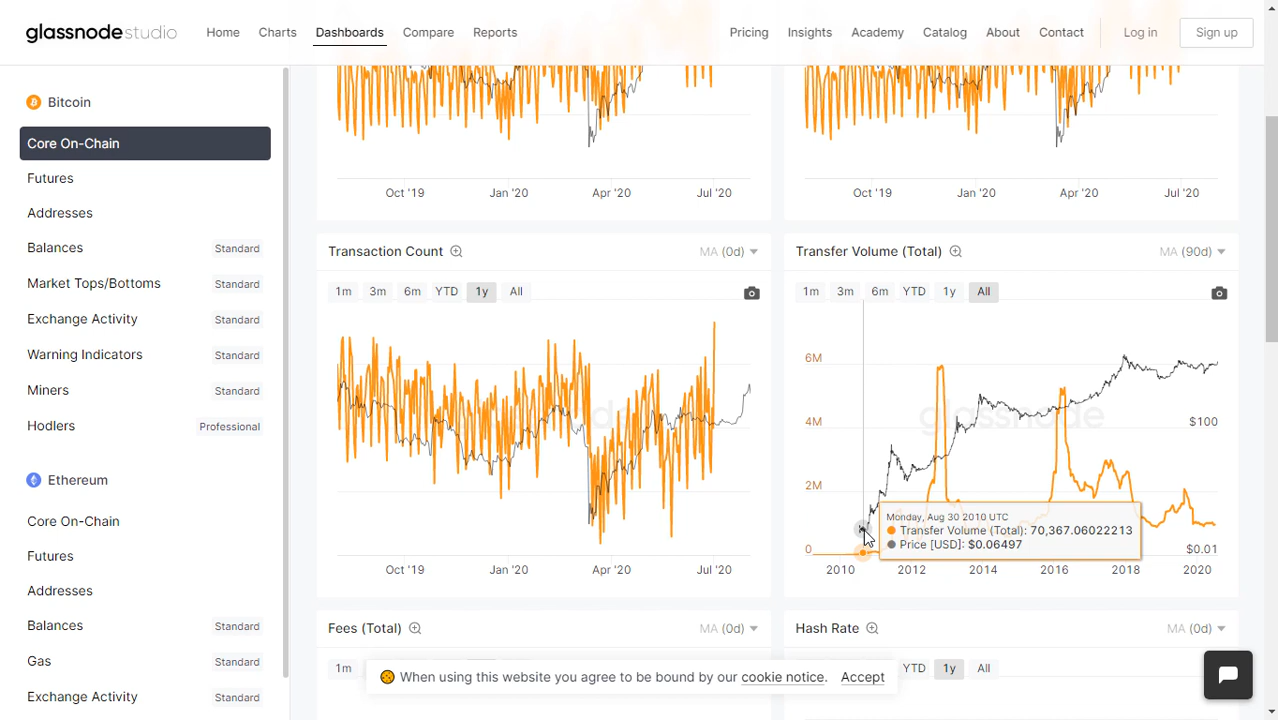 glassnode studio Home Charts Dashboards Compare Reports Pricing Insights Academy Catalog About Contact Log in Sign up
Bitcoin
Core On-Chain
Futures
Addresses
Balances Standard
Market Tops/Bottoms Standard
Exchange Activity Standard
Warning Indicators Standard
Miners Standard
Hodlers Professional
Ethereum
Core On-Chain
Futures
Addresses
Balances Standard
Gas Standard
Exchange Activity Standard
Oct '19 Jan '20 Apr '20 Jul '20
Oct '19 Jan '20 Apr '20 Jul '20
Transaction Count MA (0d)
1m 3m 6m YTD 1y All
glassnode
Oct '19 Jan '20 Apr '20 Jul '20
Transfer Volume (Total) MA (90d)
1m 3m 6m YTD 1y All
6M
4M $100
glassnode
2M
0 $0.01
Monday, Aug 30 2010 UTC
Transfer Volume (Total): 70,367.06022213
Price [USD]: $0.06497
2010 2012 2014 2016 2018 2020
Fees (Total) MA (0d)
1m
Hash Rate MA (0d)
YTD 1y All
When using this website you agree to be bound by our cookie notice. Accept